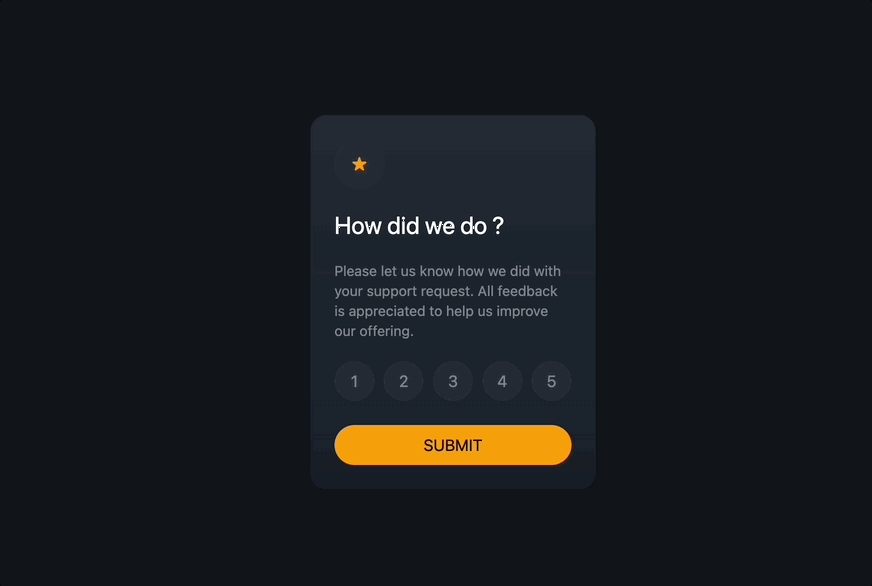 How did we do ?
Please let us know how we did with
your support request. All feedback
is appreciated to help us improve
our offering.
1 2 3 4 5
SUBMIT